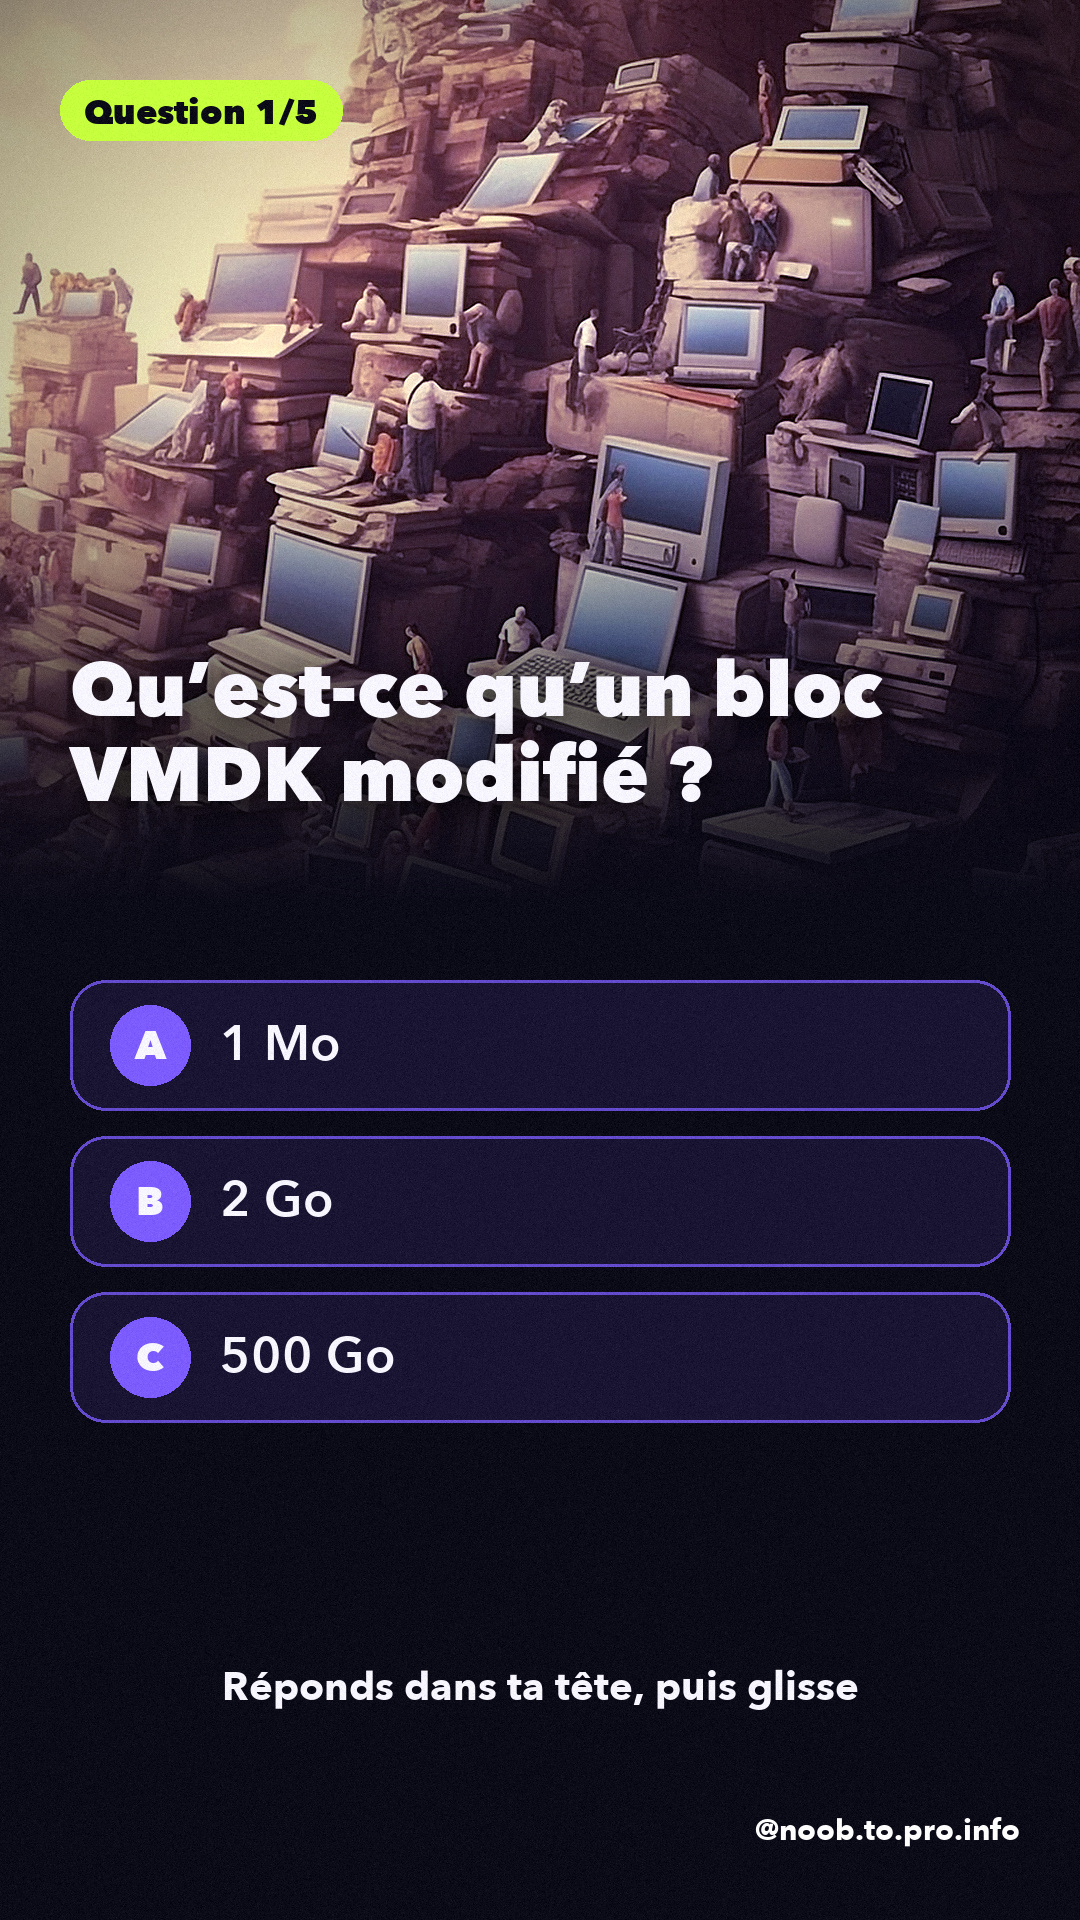 Question 1/5
Qu’est-ce qu’un bloc
VMDK modifié ?
A 1 Mo
B 2 Go
C 500 Go
Réponds dans ta tête, puis glisse
@noob.to.pro.info